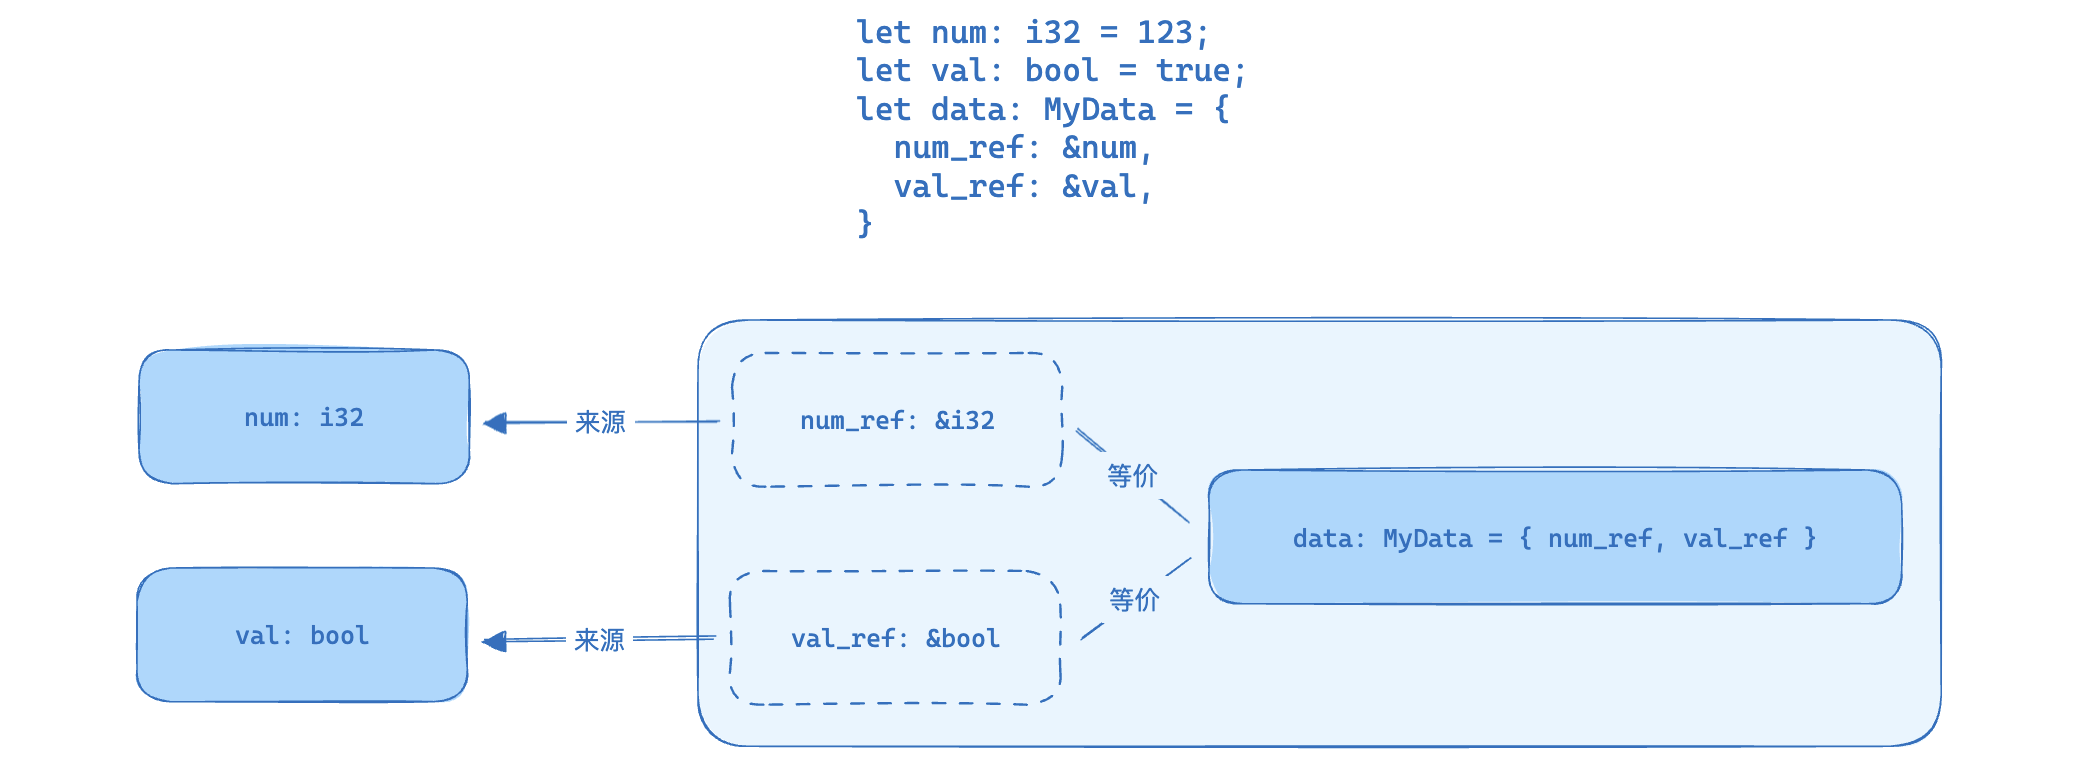 let num: i32 = 123;
let val: bool = true;
let data: MyData = {
  num_ref: &num,
  val_ref: &val,
}
num: i32
来源
num_ref: &i32
等价
data: MyData = { num_ref, val_ref }
等价
val: bool
来源
val_ref: &bool